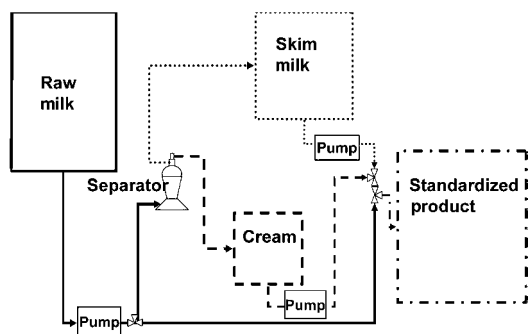 Raw
milk
Skim
milk
Pump
Separator
Standardized
product
Cream
Pump
Pump